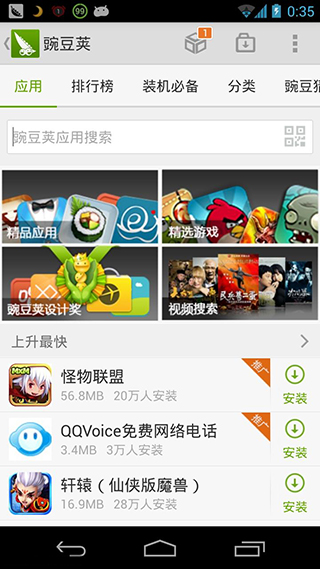 99
0:35
豌豆荚
1
应用 排行榜 装机必备 分类
豌豆荚应用搜索
精品应用 精选游戏
豌豆荚设计奖 视频搜索
上升最快
MXM
怪物联盟
推广
56.8MB 20万人安装
安装
QQVoice免费网络电话
推广
3.4MB 3万人安装
安装
轩辕（仙侠版魔兽）
16.9MB 28万人安装
安装